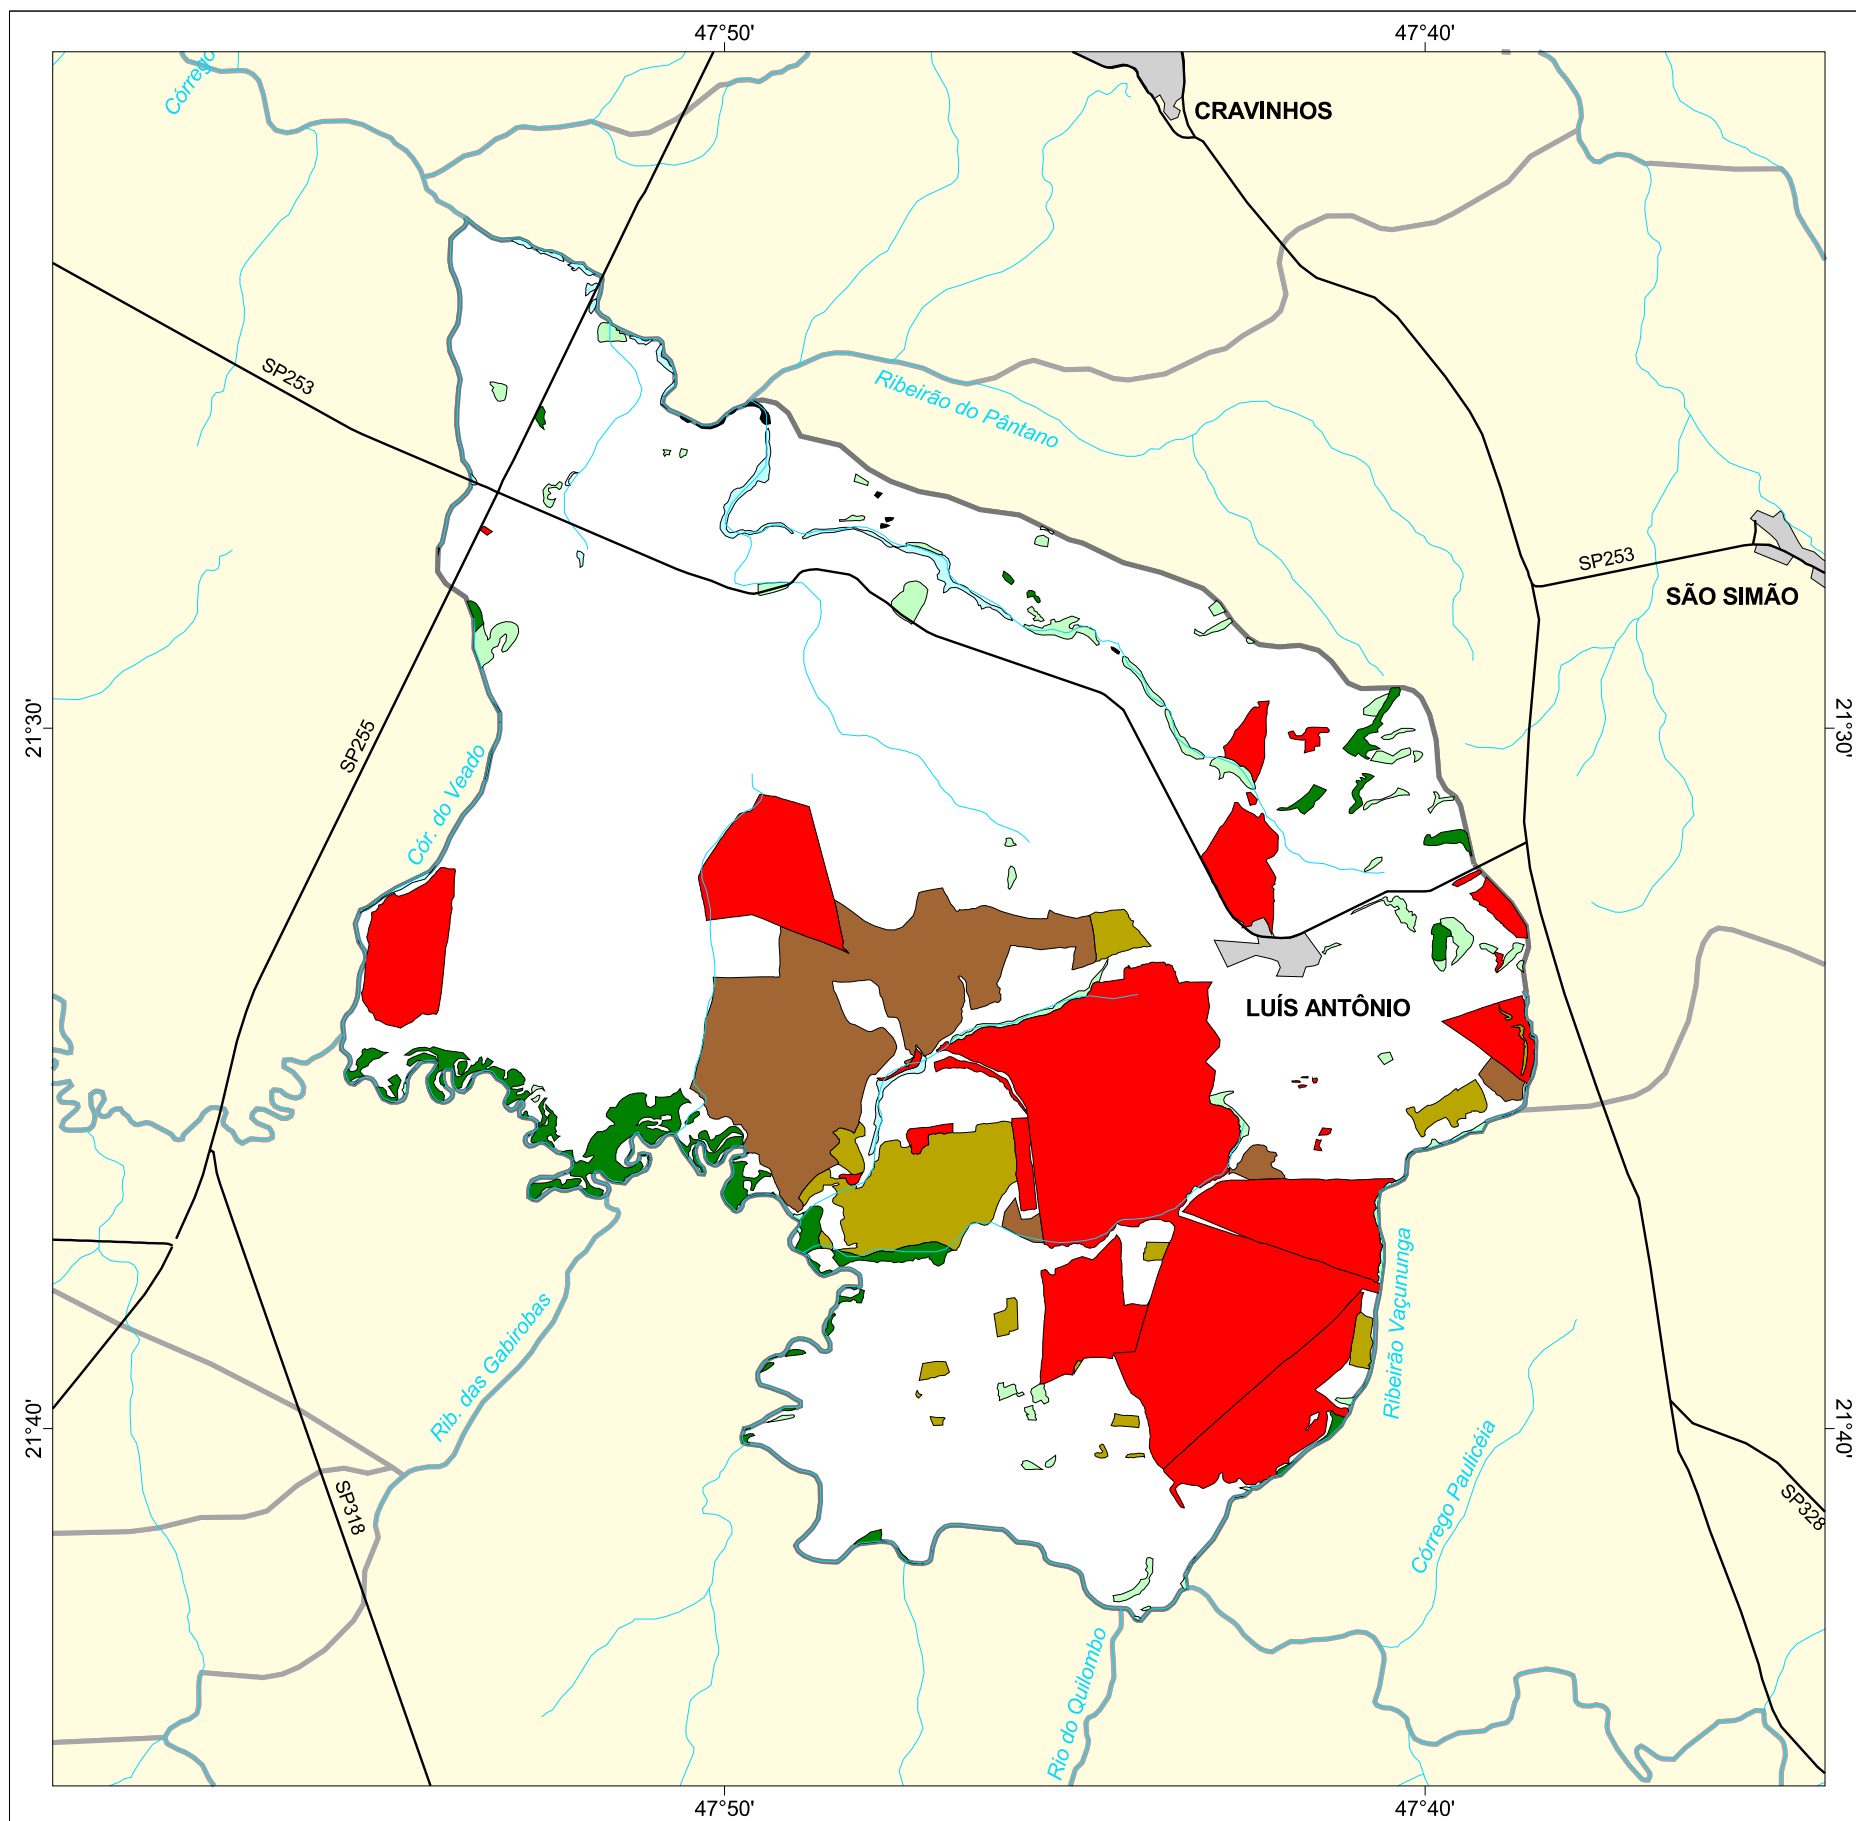 47°50'
47°40'
Córrego
CRAVINHOS
SP253
Ribeirão do Pântano
SP253
SÃO SIMÃO
21°30'
21°30'
SP255
Cór. do Veado
LUÍS ANTÔNIO
Ribeirão Vaçununga
Rib. das Gabirobas
21°40'
21°40'
Córrego Paulicéia
SP318
SP328
Rio do Quilombo
47°50'
47°40'